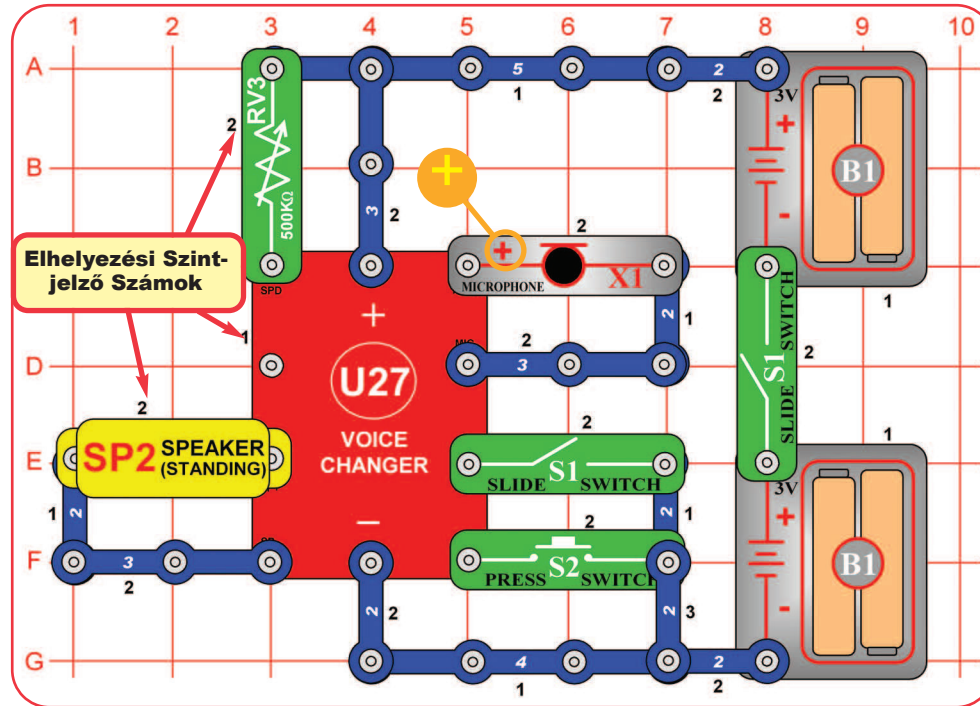 1 2 3 4 5 6 7 8 9 10
A
5
2
1
2
3V
RV3
2
500KΩ
B
+
B1
-
3
2
+
2
+
MICROPHONE
X1
1
Elhelyezési Szint-
jelző Számok
SPD
+
2
1
1
D
2
3
U27
VOICE
CHANGER
S1
SLIDE SWITCH
2
2
SP2 SPEAKER
(STANDING)
E
2
S1
SLIDE SWITCH
1
3V
+
B1
-
1
2
2
1
F
3
2
–
2
S2
PRESS SWITCH
2
2
2
3
G
4
1
2
2